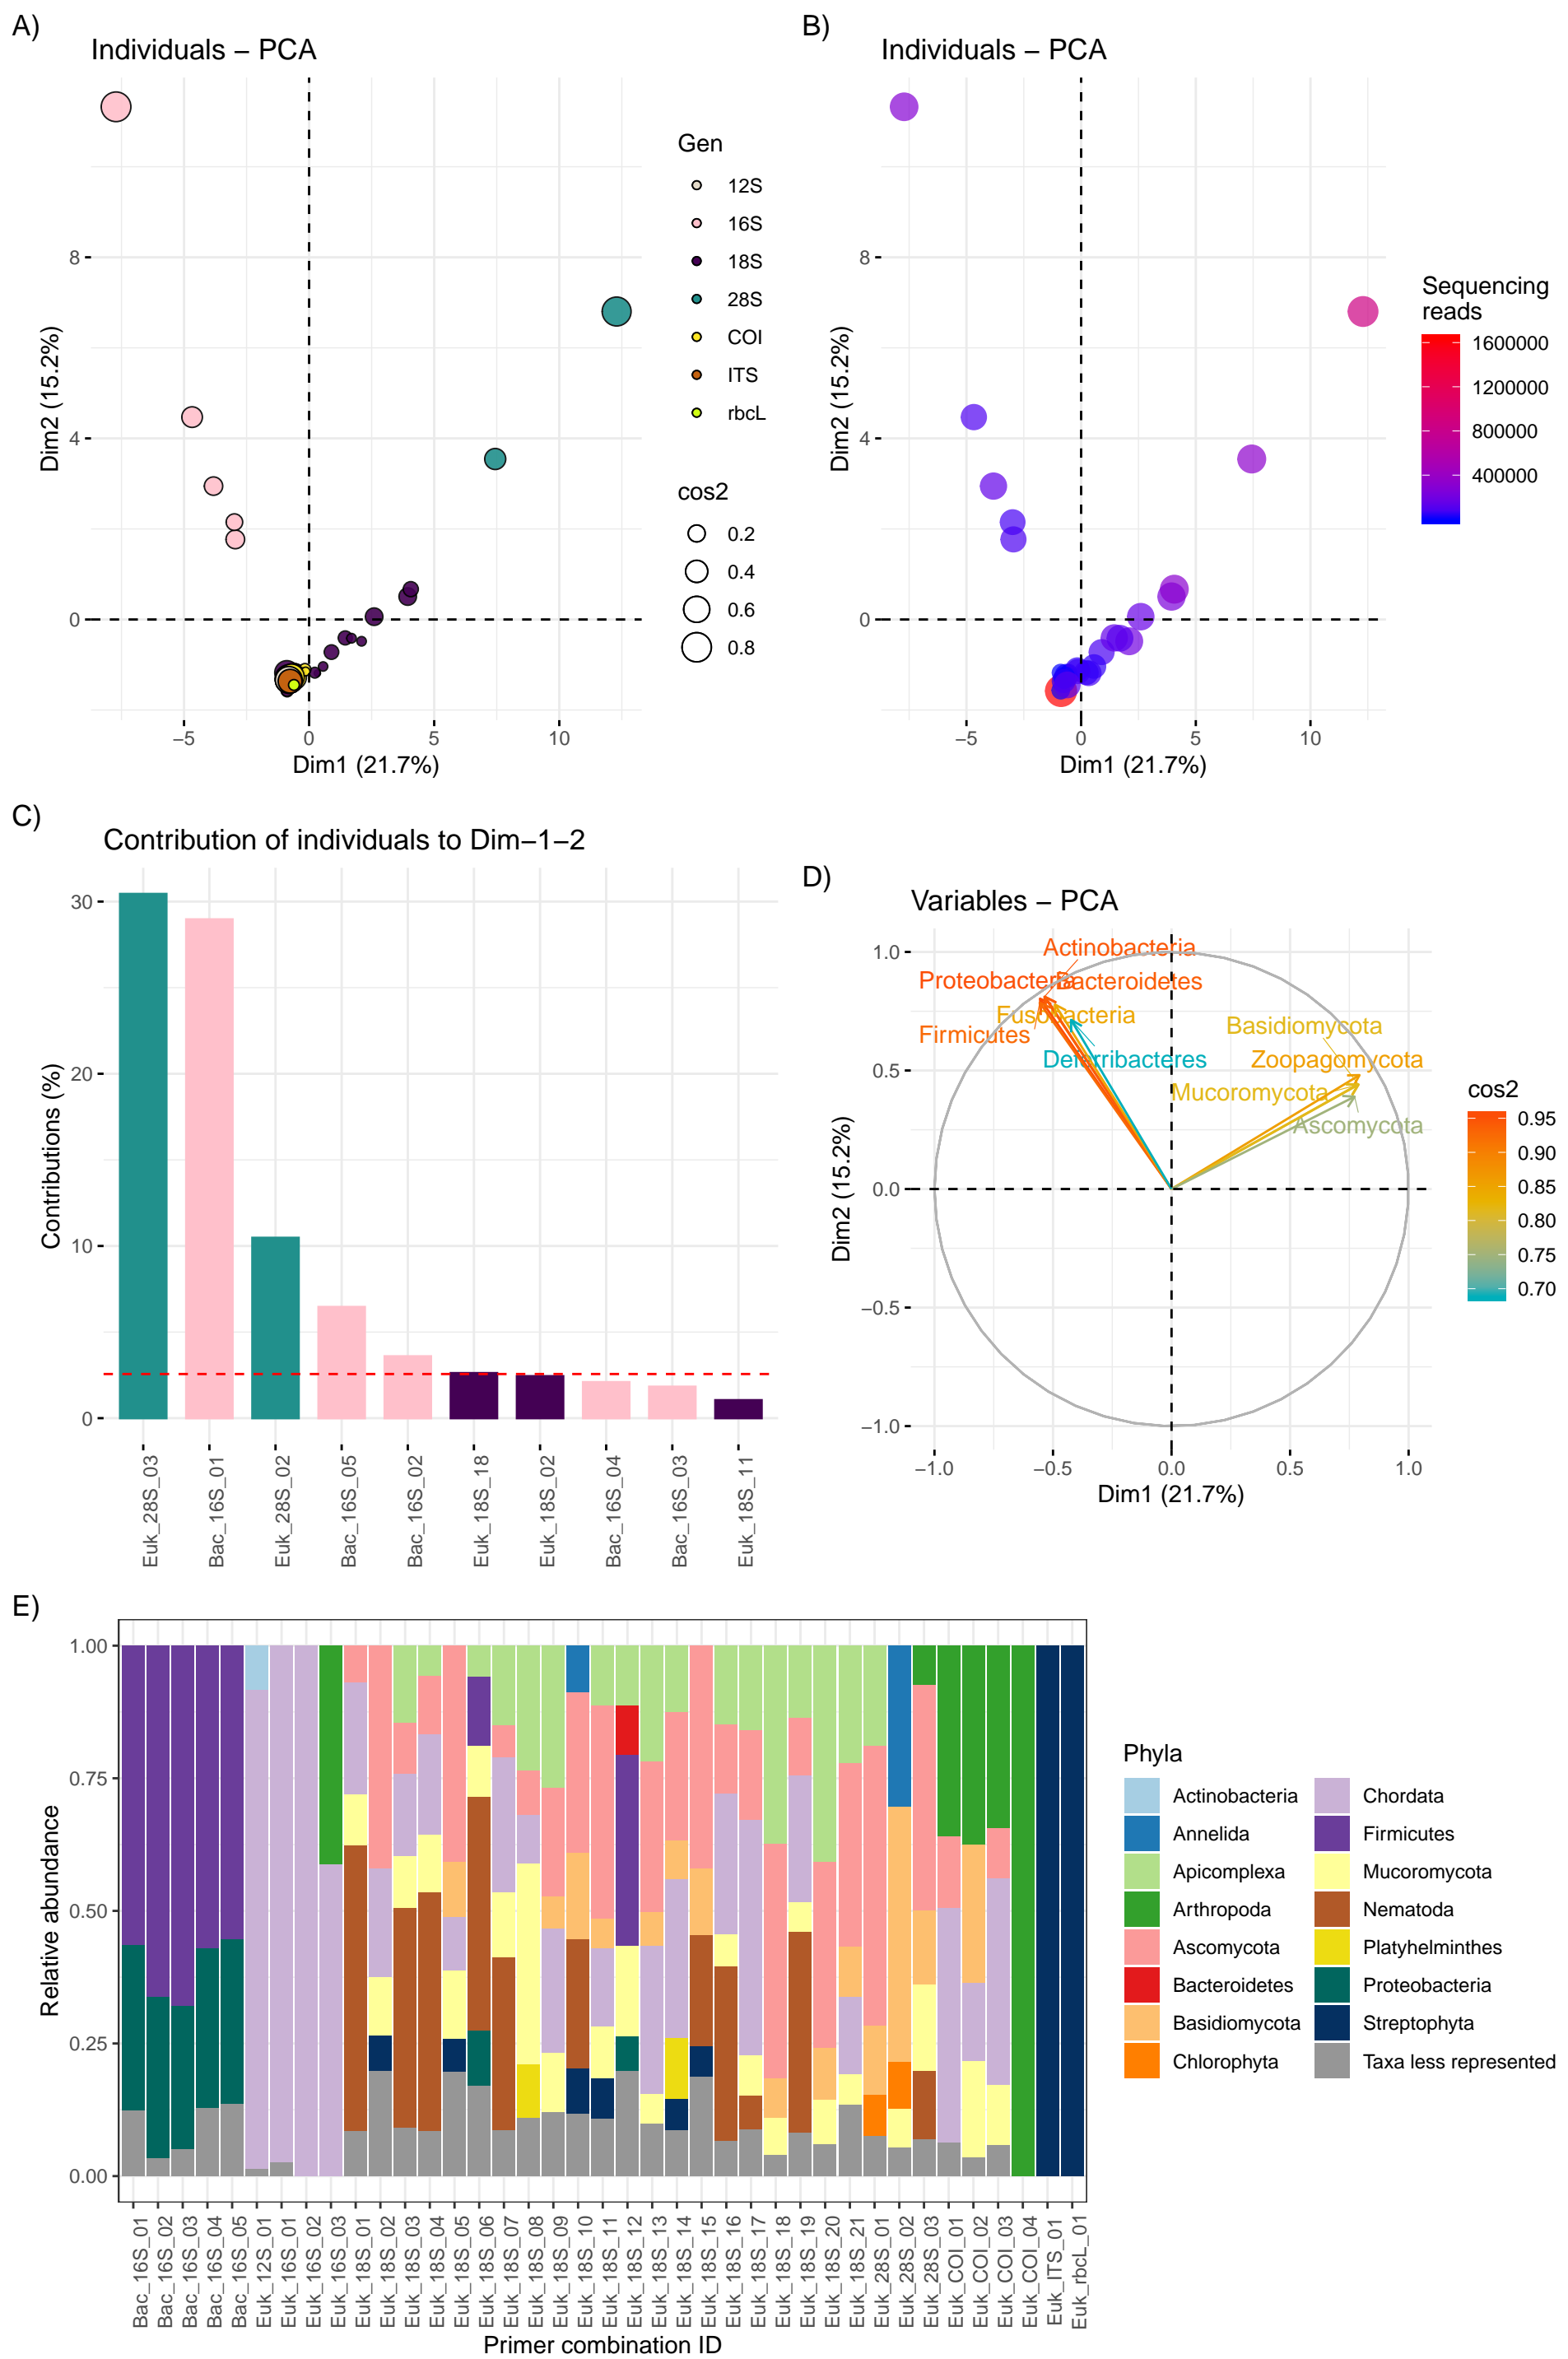 A)
Individuals – PCA
8
4
0
−5
0
5
10
Dim1 (21.7%)
Dim2 (15.2%)
Gen
12S
16S
18S
28S
COI
ITS
rbcL
cos2
0.2
0.4
0.6
0.8
B)
Individuals – PCA
8
4
0
−5
0
5
10
Dim1 (21.7%)
Dim2 (15.2%)
Sequencing
reads
1600000
1200000
800000
400000
C)
Contribution of individuals to Dim−1−2
30
20
10
0
Contributions (%)
Euk_28S_03
Bac_16S_01
Euk_28S_02
Bac_16S_05
Bac_16S_02
Euk_18S_18
Euk_18S_02
Bac_16S_04
Bac_16S_03
Euk_18S_11
D)
Variables – PCA
1.0
0.5
0.0
−0.5
−1.0
−1.0
−0.5
0.0
0.5
1.0
Dim1 (21.7%)
Dim2 (15.2%)
Actinobacteria
Proteobacteria
Bacteroidetes
Fusobacteria
Firmicutes
Deferribacteres
Basidiomycota
Zoopagomycota
Mucoromycota
Ascomycota
cos2
0.95
0.90
0.85
0.80
0.75
0.70
E)
1.00
0.75
0.50
0.25
0.00
Relative abundance
Bac_16S_01
Bac_16S_02
Bac_16S_03
Bac_16S_04
Bac_16S_05
Euk_12S_01
Euk_16S_01
Euk_16S_02
Euk_16S_03
Euk_18S_01
Euk_18S_02
Euk_18S_03
Euk_18S_04
Euk_18S_05
Euk_18S_06
Euk_18S_07
Euk_18S_08
Euk_18S_09
Euk_18S_10
Euk_18S_11
Euk_18S_12
Euk_18S_13
Euk_18S_14
Euk_18S_15
Euk_18S_16
Euk_18S_17
Euk_18S_18
Euk_18S_19
Euk_18S_20
Euk_18S_21
Euk_28S_01
Euk_28S_02
Euk_28S_03
Euk_COI_01
Euk_COI_02
Euk_COI_03
Euk_COI_04
Euk_ITS_01
Euk_rbcL_01
Primer combination ID
Phyla
Actinobacteria
Annelida
Apicomplexa
Arthropoda
Ascomycota
Bacteroidetes
Basidiomycota
Chlorophyta
Chordata
Firmicutes
Mucoromycota
Nematoda
Platyhelminthes
Proteobacteria
Streptophyta
Taxa less represented